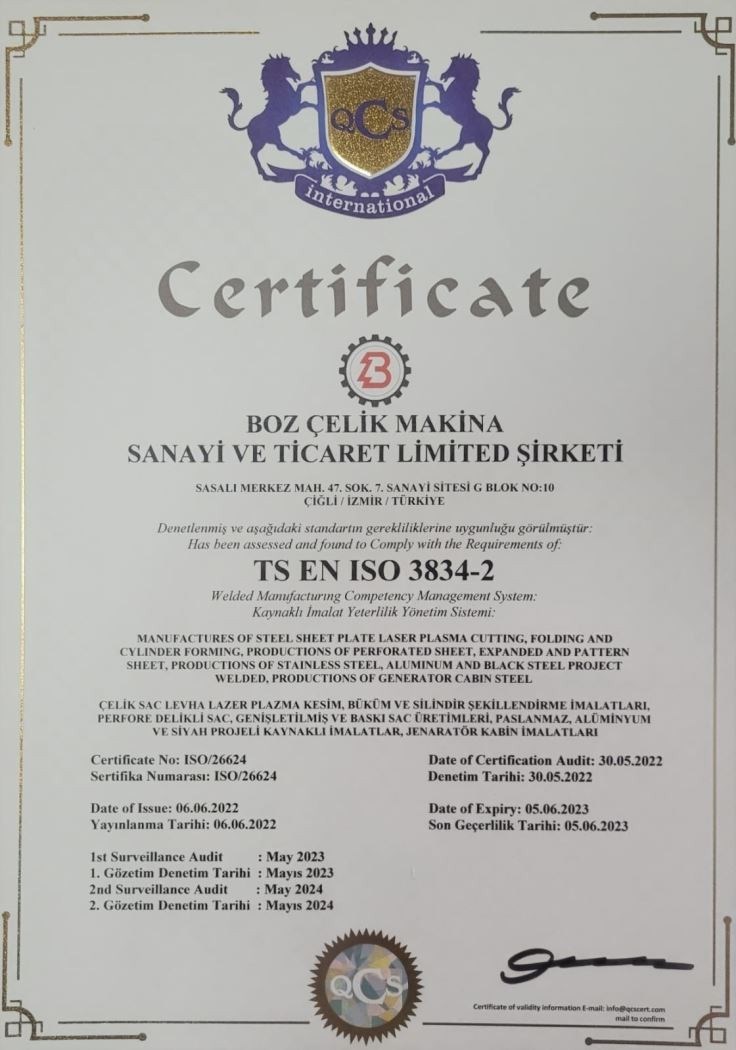 QCS
international
Certificate
B
BOZ ÇELİK MAKİNA
SANAYİ VE TİCARET LİMİTED ŞİRKETİ
SASALI MERKEZ MAH. 47. SOK. 7. SANAYİ SİTESİ G BLOK NO:10
ÇİĞLİ / İZMİR / TÜRKİYE
Denetlenmiş ve aşağıdaki standartın gerekliliklerine uygunluğu görülmüştür:
Has been assessed and found to Comply with the Requirements of:
TS EN ISO 3834-2
Welded Manufacturıng Competency Management System:
Kaynaklı İmalat Yeterlilik Yönetim Sistemi:
MANUFACTURES OF STEEL SHEET PLATE LASER PLASMA CUTTING, FOLDING AND
CYLINDER FORMING, PRODUCTIONS OF PERFORATED SHEET, EXPANDED AND PATTERN
SHEET, PRODUCTIONS OF STAINLESS STEEL, ALUMINUM AND BLACK STEEL PROJECT
WELDED, PRODUCTIONS OF GENERATOR CABIN STEEL
ÇELİK SAC LEVHA LAZER PLAZMA KESİM, BÜKÜM VE SİLİNDİR ŞEKİLLENDİRME İMALATLARI,
PERFORE DELİKLİ SAC, GENİŞLETİLMİŞ VE BASKI SAC ÜRETİMLERİ, PASLANMAZ, ALÜMİNYUM
VE SİYAH PROJELİ KAYNAKLI İMALATLAR, JENARATÖR KABİN İMALATLARI
Certificate No: ISO/26624
Sertifika Numarası: ISO/26624
Date of Certification Audit: 30.05.2022
Denetim Tarihi: 30.05.2022
Date of Issue: 06.06.2022
Yayınlanma Tarihi: 06.06.2022
Date of Expiry: 05.06.2023
Son Geçerlilik Tarihi: 05.06.2023
1st Surveillance Audit : May 2023
1. Gözetim Denetim Tarihi : Mayıs 2023
2nd Surveillance Audit : May 2024
2. Gözetim Denetim Tarihi : Mayıs 2024
QCS
Certificate of validity information E-mail: info@qcscert.com
mail to confirm